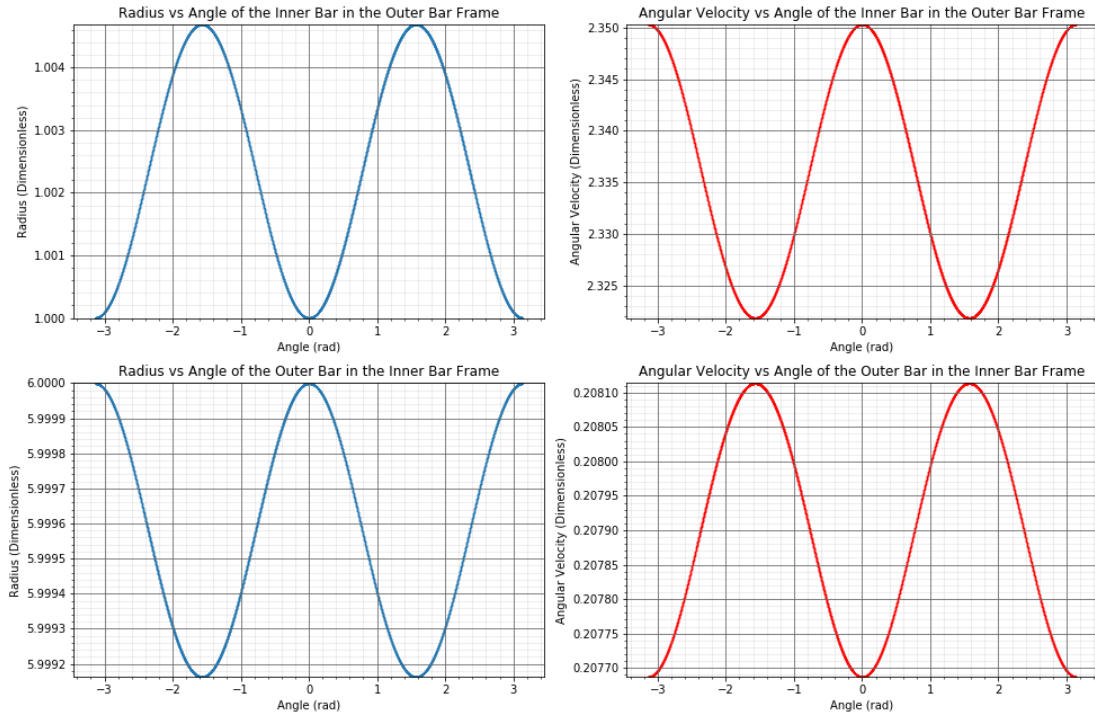 Radius vs Angle of the Inner Bar in the Outer Bar Frame
Radius (Dimensionless)
1.004
1.003
1.002
1.001
1.000
−3 −2 −1 0 1 2 3
Angle (rad)
Angular Velocity vs Angle of the Inner Bar in the Outer Bar Frame
Angular Velocity (Dimensionless)
2.350
2.345
2.340
2.335
2.330
2.325
−3 −2 −1 0 1 2 3
Angle (rad)
Radius vs Angle of the Outer Bar in the Inner Bar Frame
Radius (Dimensionless)
6.0000
5.9999
5.9998
5.9997
5.9996
5.9995
5.9994
5.9993
5.9992
−3 −2 −1 0 1 2 3
Angle (rad)
Angular Velocity vs Angle of the Outer Bar in the Inner Bar Frame
Angular Velocity (Dimensionless)
0.20810
0.20805
0.20800
0.20795
0.20790
0.20785
0.20780
0.20775
0.20770
−3 −2 −1 0 1 2 3
Angle (rad)